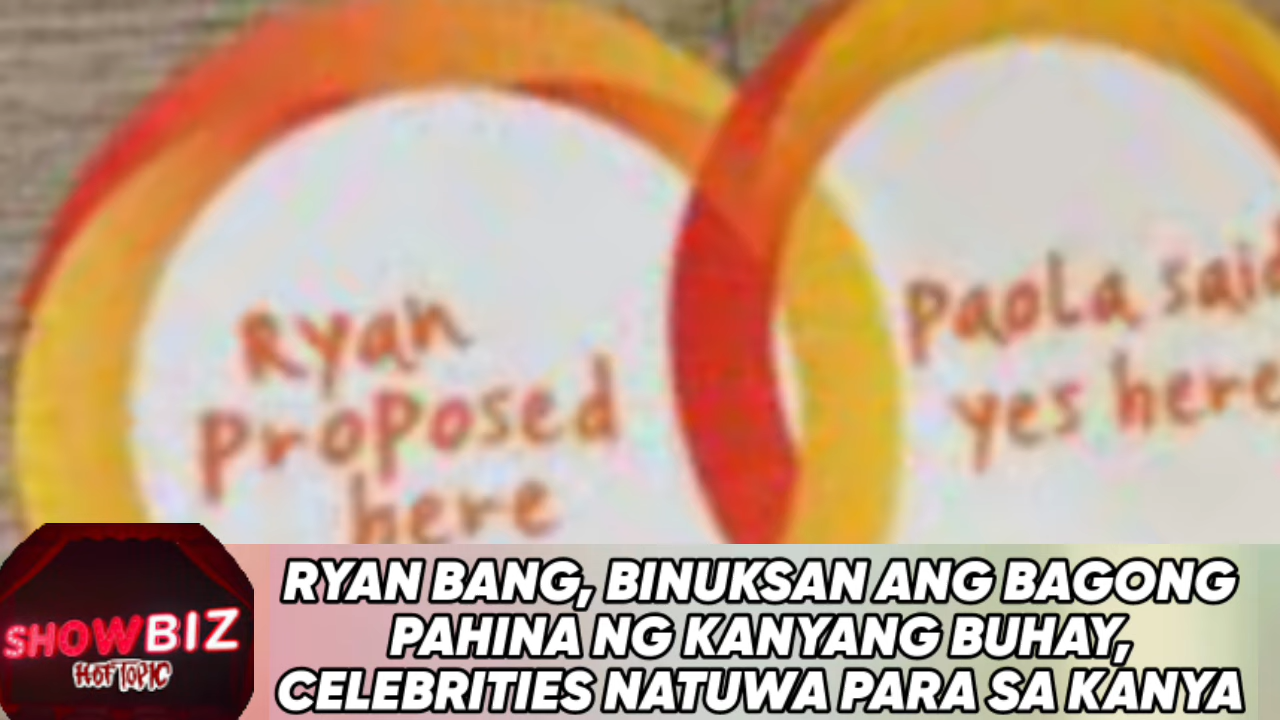 Ryan
proposed
here
Paola said
yes here
SHOWBIZ
HOT TOPIC
RYAN BANG, BINUKSAN ANG BAGONG
PAHINA NG KANYANG BUHAY,
CELEBRITIES NATUWA PARA SA KANYA